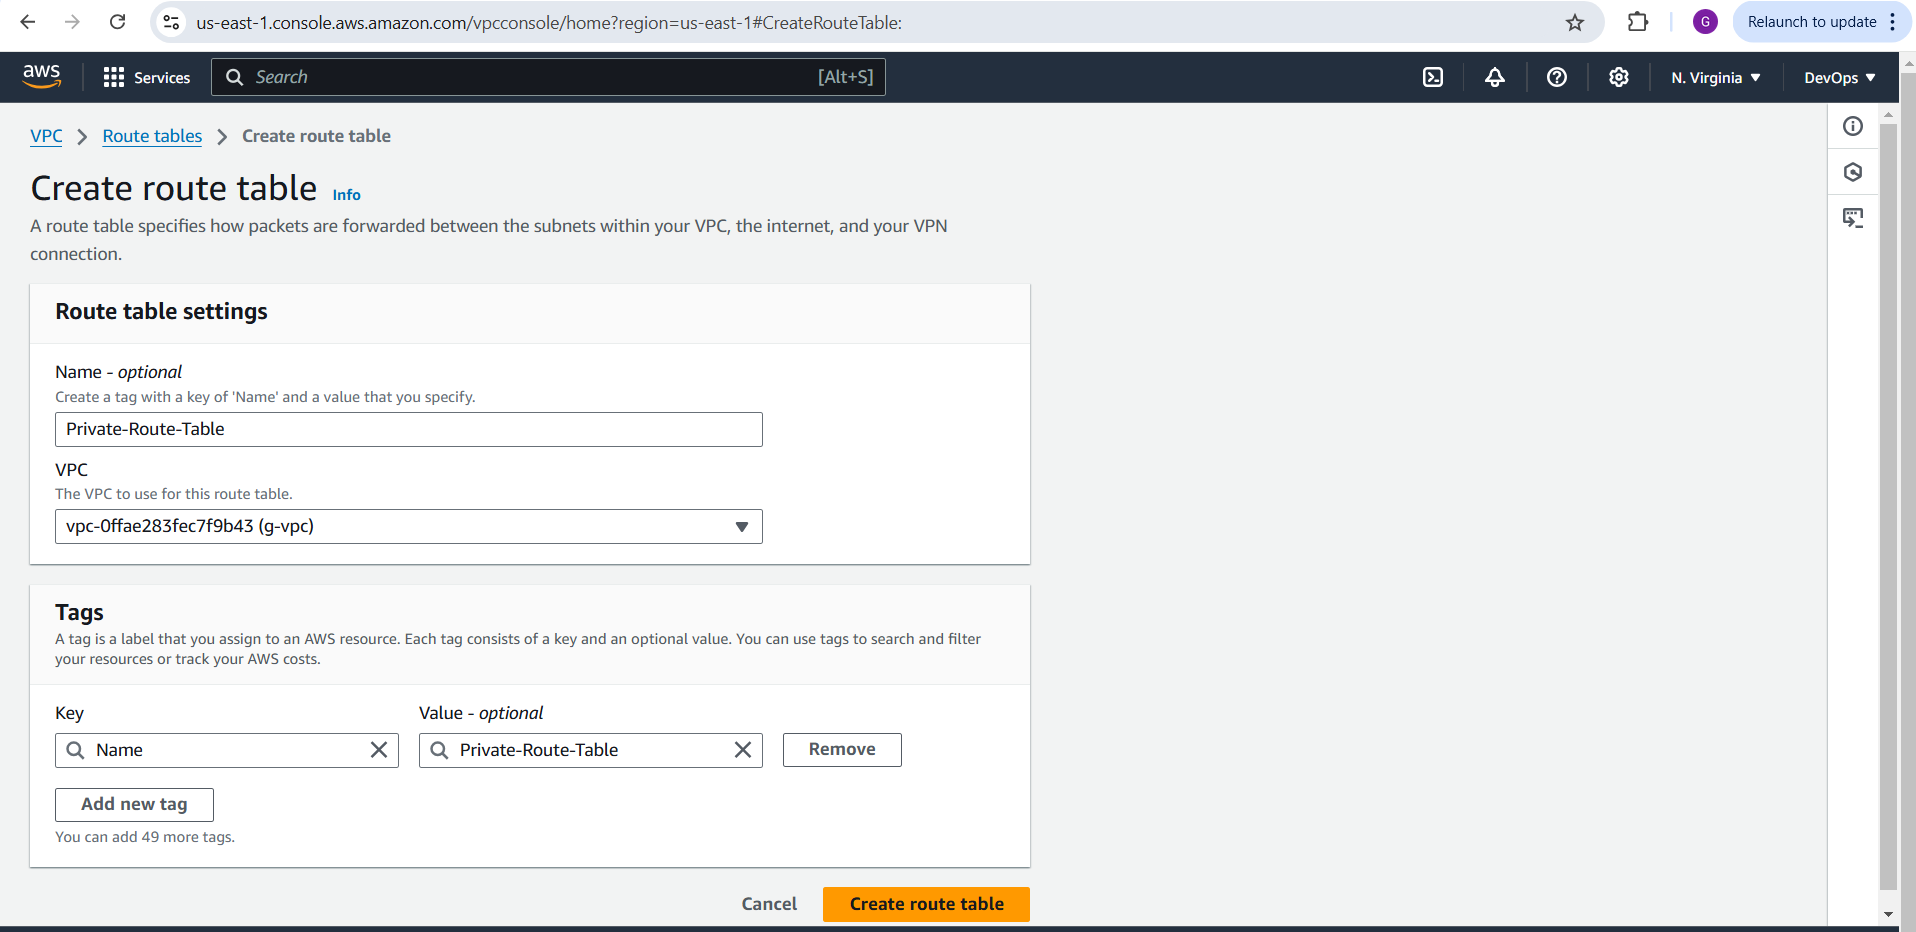 us-east-1.console.aws.amazon.com/vpcconsole/home?region=us-east-1#CreateRouteTable:
G
Relaunch to update
aws
Services
Search
[Alt+S]
N. Virginia
DevOps
VPC
Route tables
Create route table
Create route table Info
A route table specifies how packets are forwarded between the subnets within your VPC, the internet, and your VPN
connection.
Route table settings
Name - optional
Create a tag with a key of 'Name' and a value that you specify.
Private-Route-Table
VPC
The VPC to use for this route table.
vpc-0ffae283fec7f9b43 (g-vpc)
Tags
A tag is a label that you assign to an AWS resource. Each tag consists of a key and an optional value. You can use tags to search and filter
your resources or track your AWS costs.
Key
Value - optional
Name
Private-Route-Table
Remove
Add new tag
You can add 49 more tags.
Cancel
Create route table